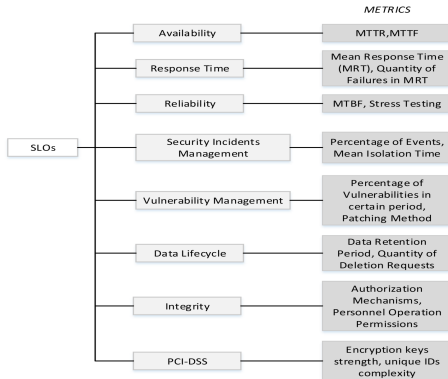 METRICS
Availability
MTTR,MTTF
Response Time
Mean Response Time
(MRT), Quantity of
Failures in MRT
Reliability
MTBF, Stress Testing
SLOs
Security Incidents
Management
Percentage of Events,
Mean Isolation Time
Vulnerability Management
Percentage of
Vulnerabilities in
certain period,
Patching Method
Data Lifecycle
Data Retention
Period, Quantity of
Deletion Requests
Integrity
Authorization
Mechanisms,
Personnel Operation
Permissions
PCI-DSS
Encryption keys
strength, unique IDs
complexity